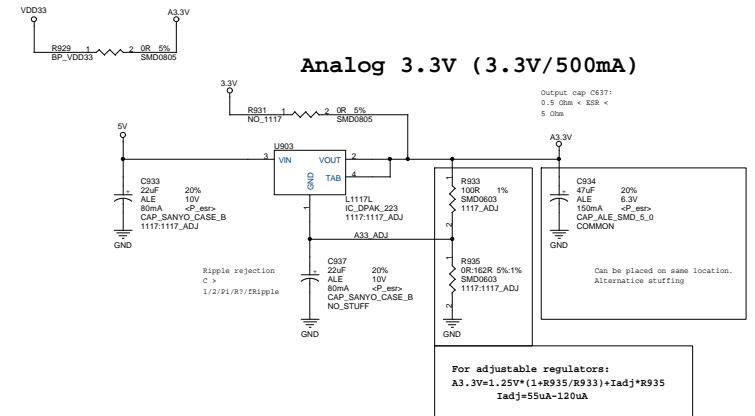 VDD33
A3.3V
R929 1 2 0R 5%
BP_VDD33 SMD0805
Analog 3.3V (3.3V/500mA)
3.3V
R931 1 2 0R 5%
NO_1117 SMD0805
Output cap C637:
0.5 Ohm < ESR <
5 Ohm
5V
A3.3V
U903
3 VIN VOUT 2
GND TAB 4
1
L1117L
IC_DPAK_223
1117:1117_ADJ
C933
22uF 20%
ALE 10V
80mA <P_esr>
CAP_SANYO_CASE_B
1117:1117_ADJ
GND
1
R933
100R 1%
SMD0603
1117_ADJ
2
C934
47uF 20%
ALE 6.3V
150mA <P_esr>
CAP_ALE_SMD_5_0
COMMON
GND
A33_ADJ
Ripple rejection
C >
1/2/Pi/R?/fRipple
C937
22uF 20%
ALE 10V
80mA <P_esr>
CAP_SANYO_CASE_B
NO_STUFF
GND
1
R935
0R:162R 5%:1%
SMD0603
1117:1117_ADJ
2
GND
Can be placed on same location.
Alternatice stuffing
For adjustable regulators:
A3.3V=1.25V*(1+R935/R933)+Iadj*R935
Iadj=55uA-120uA